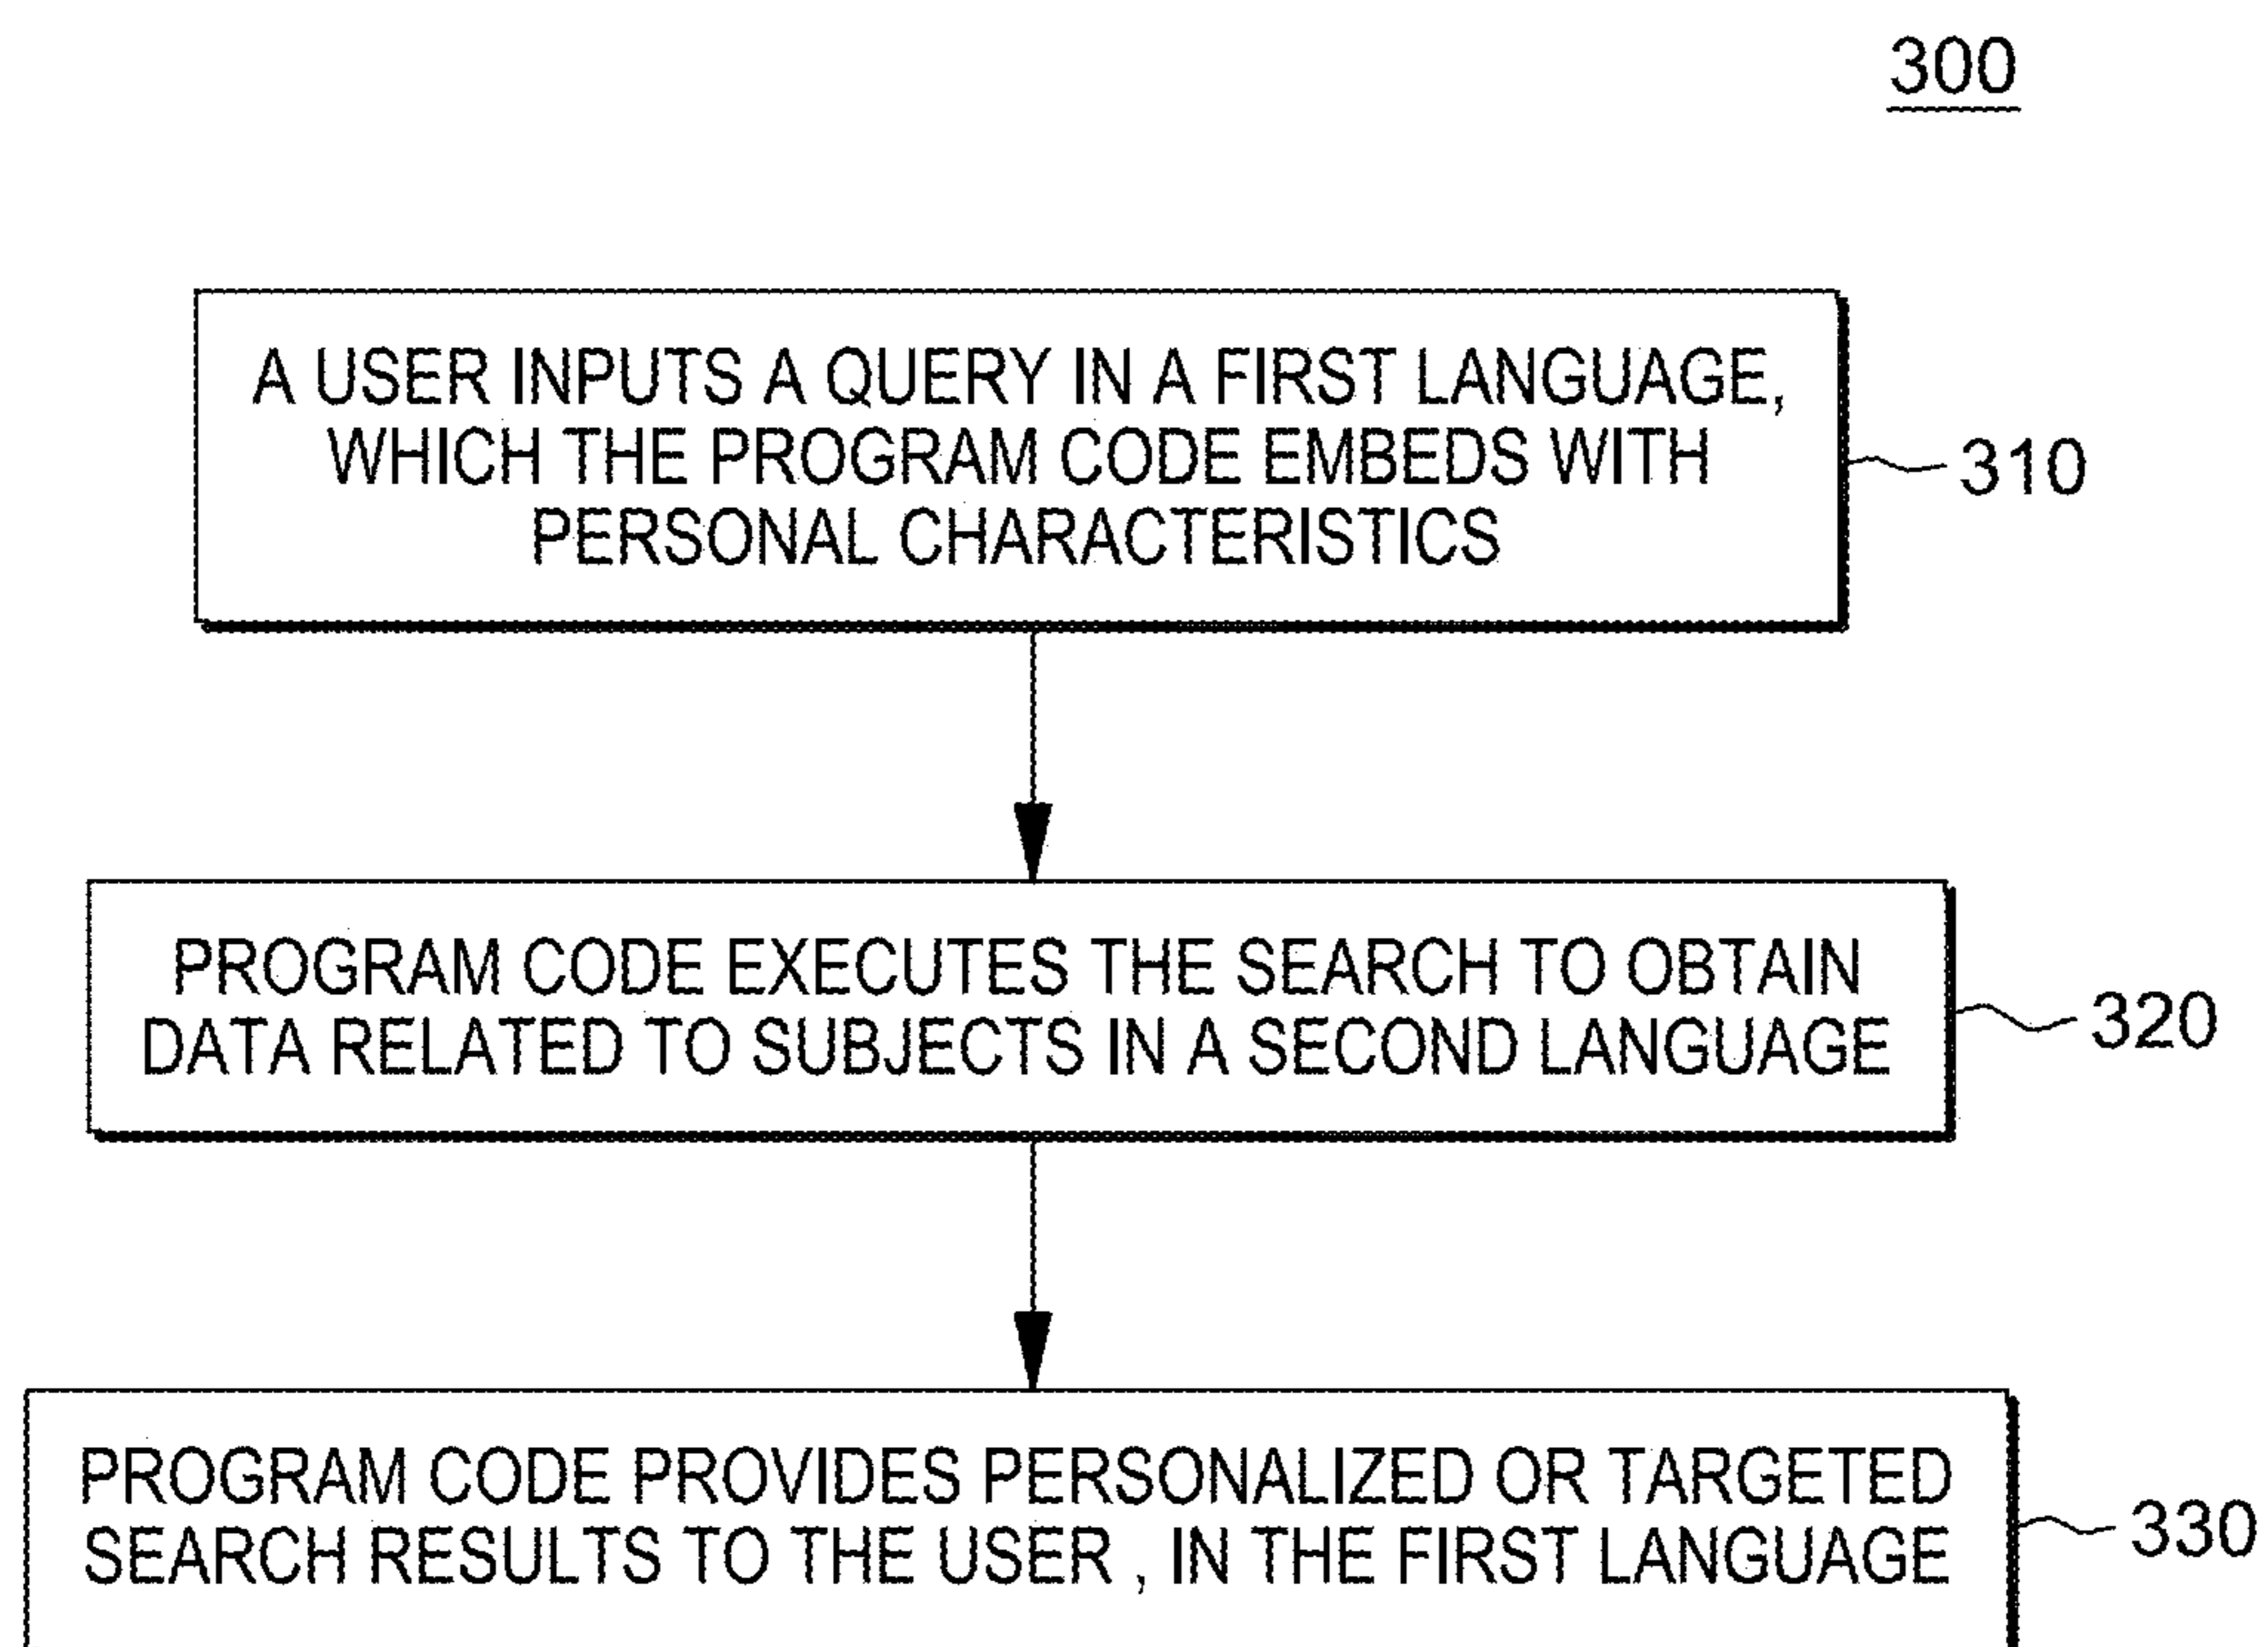 300
A USER INPUTS A QUERY IN A FIRST LANGUAGE,
WHICH THE PROGRAM CODE EMBEDS WITH
PERSONAL CHARACTERISTICS
310
PROGRAM CODE EXECUTES THE SEARCH TO OBTAIN
DATA RELATED TO SUBJECTS IN A SECOND LANGUAGE
320
PROGRAM CODE PROVIDES PERSONALIZED OR TARGETED
SEARCH RESULTS TO THE USER , IN THE FIRST LANGUAGE
330